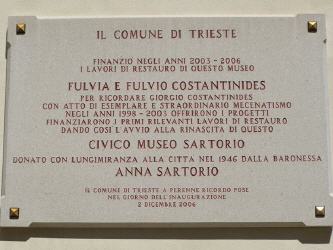 IL COMUNE DI TRIESTE
FINANZIO NEGLI ANNI 2003 - 2006
I LAVORI DI RESTAURO DI QUESTO MUSEO
FULVIA E FULVIO COSTANTINIDES
PER RICORDARE GIORGIO COSTANTINIDES
CON ATTO DI ESEMPLARE E STRAORDINARIO MECENATISMO
NEGLI ANNI 1998 - 2003 OFFRIRONO I PROGETTI
FINANZIARONO I PRIMI RILEVANTI LAVORI DI RESTAURO
DANDO COSÌ L'AVVIO ALLA RINASCITA DI QUESTO
CIVICO MUSEO SARTORIO
DONATO CON LUNGIMIRANZA ALLA CITTÀ NEL 1946 DALLA BARONESSA
ANNA SARTORIO
IL COMUNE DI TRIESTE A PERENNE RICORDO POSE
NEL GIORNO DELL'INAUGURAZIONE
2 DICEMBRE 2006